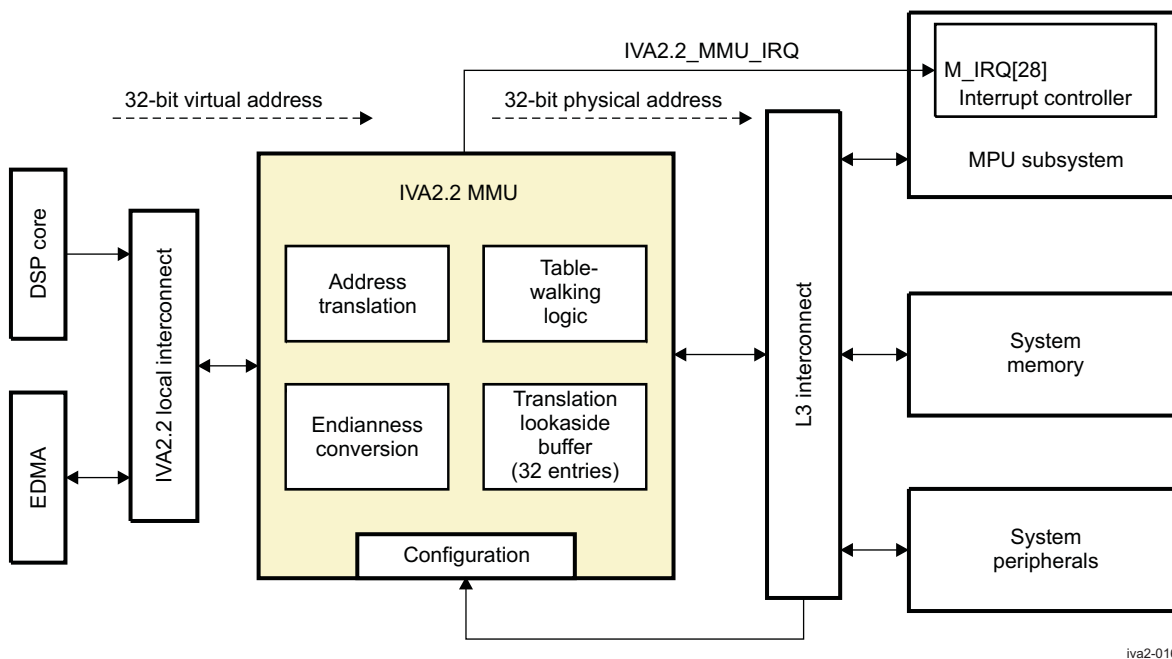 IVA2.2_MMU_IRQ
M_IRQ[28]
Interrupt controller
MPU subsystem
32-bit virtual address
32-bit physical address
DSP core
EDMA
IVA2.2 local interconnect
IVA2.2 MMU
Address
translation
Table-
walking
logic
Endianness
conversion
Translation
lookaside
buffer
(32 entries)
Configuration
L3 interconnect
System
memory
System
peripherals